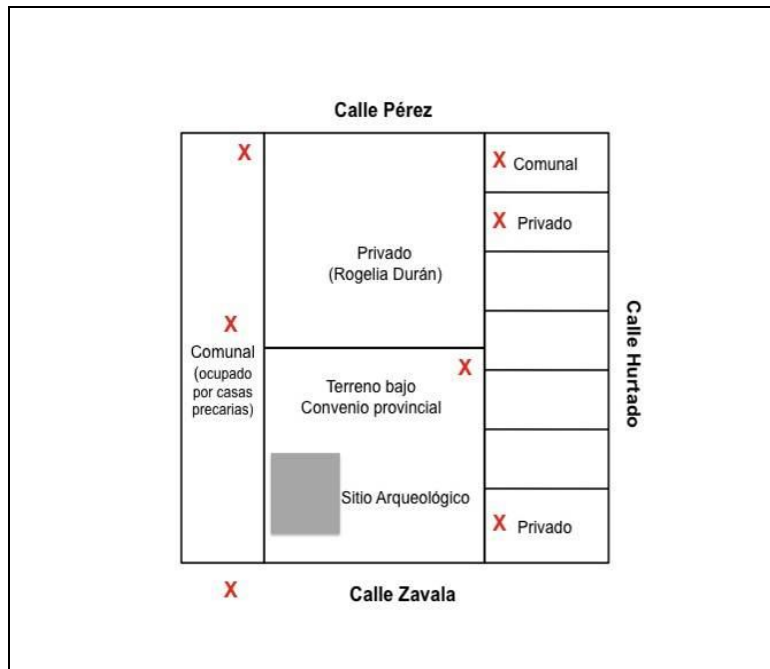 Calle Pérez
X
X Comunal
X Privado
Privado
(Rogelia Durán)
X
Comunal
(ocupado
por casas
precarias)
X
Terreno bajo
Convenio provincial
Sitio Arqueológico
X Privado
Calle Hurtado
X
Calle Zavala